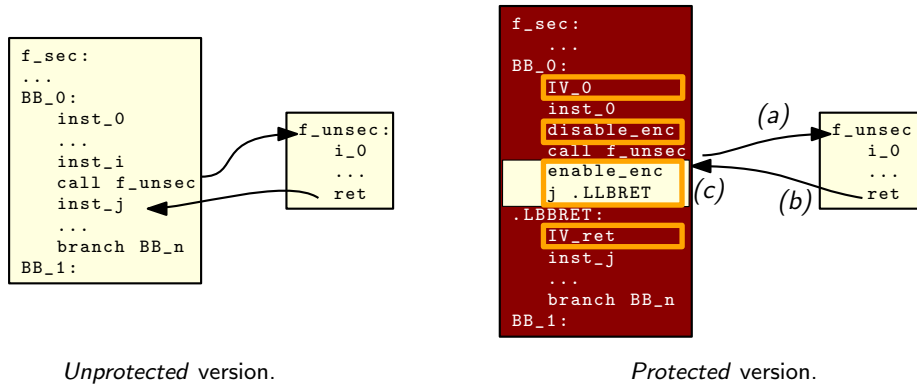 f_sec:
...
BB_0:
inst_0
...
inst_i
call f_unsec
inst_j
...
branch BB_n
BB_1:
f_unsec:
i_0
...
ret
Unprotected version.
f_sec:
...
BB_0:
IV_0
inst_0
disable_enc
call f_unsec
enable_enc
j .LLBRET
.LBBRET:
IV_ret
inst_j
...
branch BB_n
BB_1:
(a)
(c)
(b)
f_unsec
i_0
...
ret
Protected version.